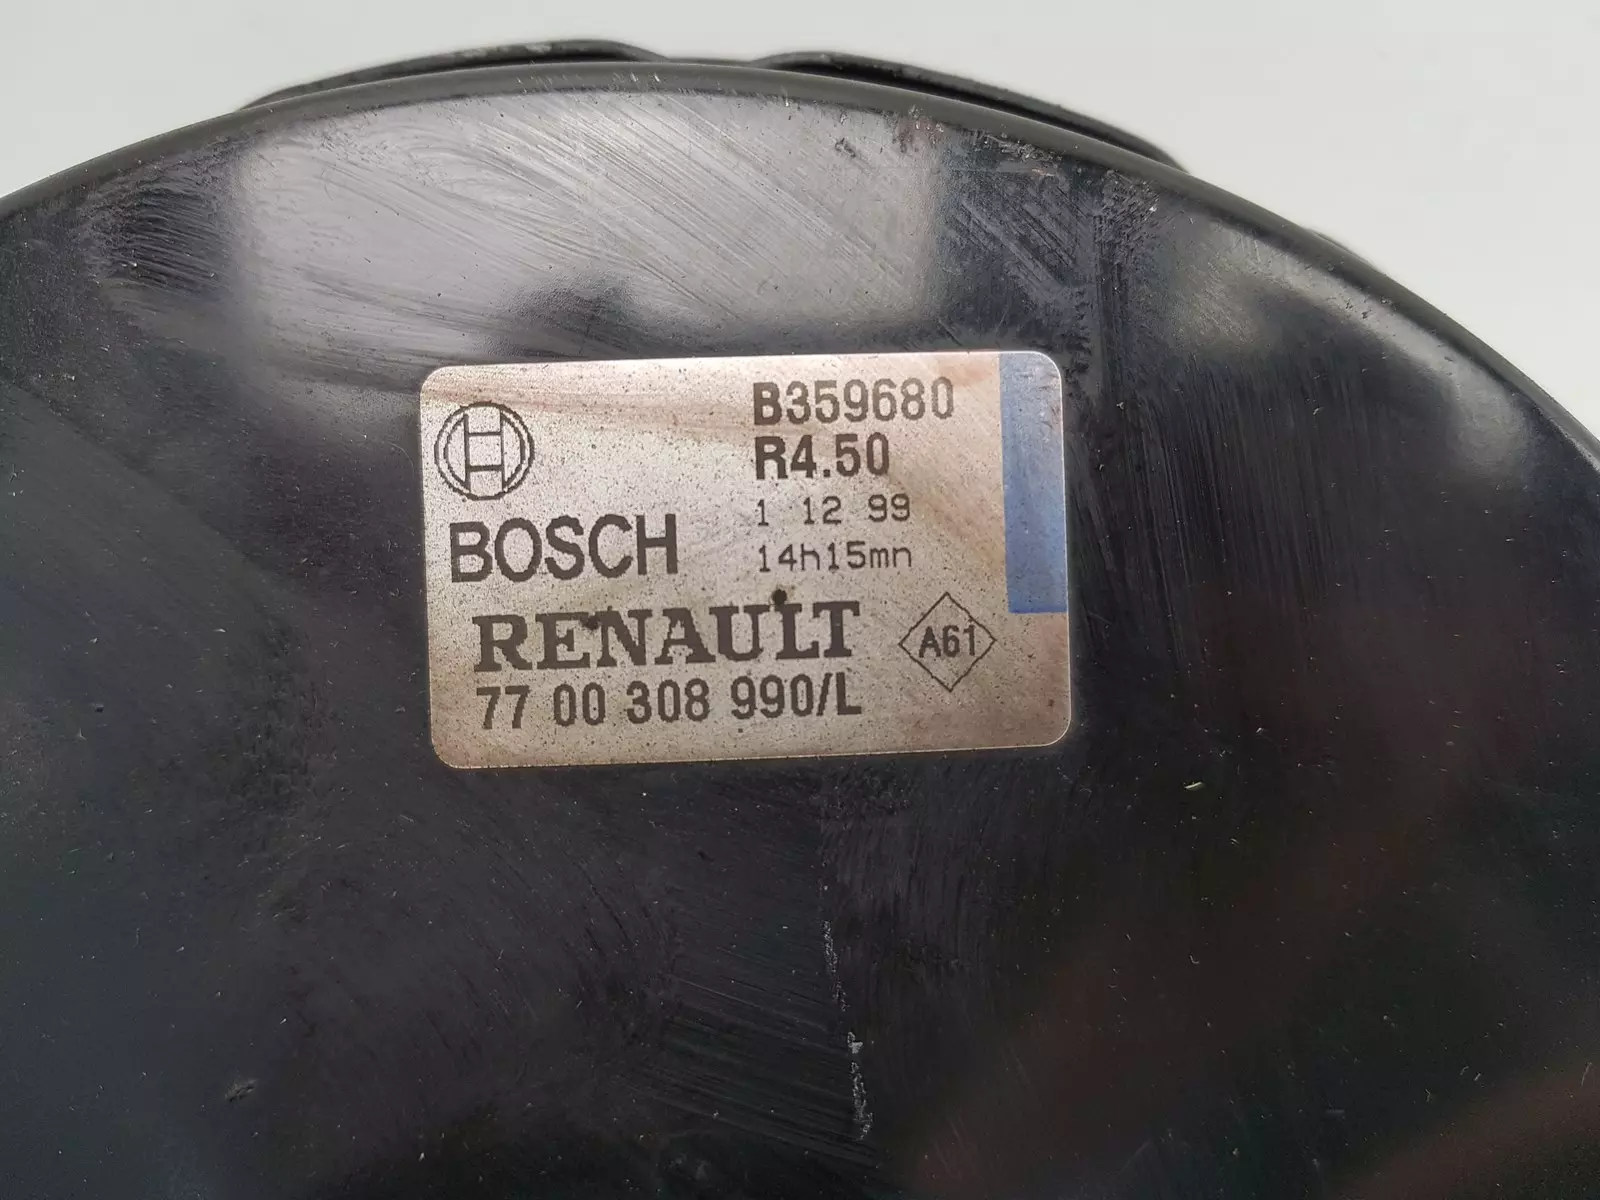 B359680
R4.50
1 12 99
14h15mn
BOSCH
RENAULT
A61
77 00 308 990/L